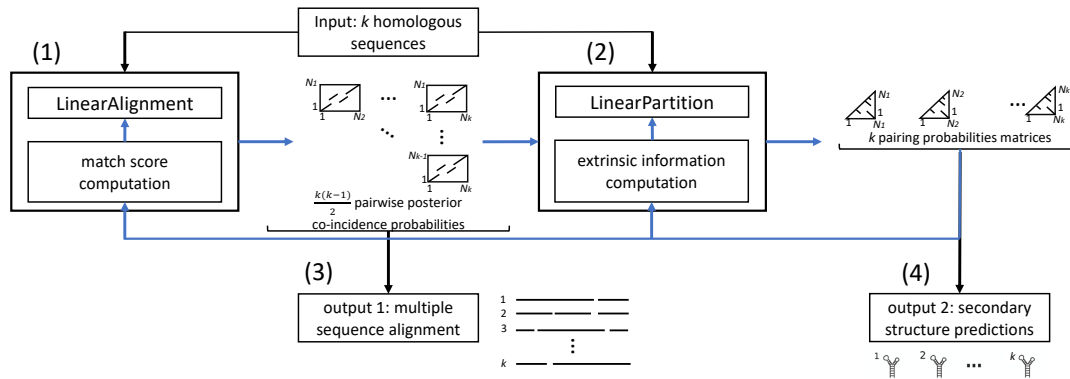 Input: k homologous
sequences
(1)
LinearAlignment
match score
computation
N1
1
1 N2
...
N1
1
1 Nk
Nk-1
1
1 Nk
k(k−1)
2
pairwise posterior
co-incidence probabilities
(2)
LinearPartition
extrinsic information
computation
N1
1
1 N1
N2
1
1 N2
...
Nk
1
1 Nk
k pairing probabilities matrices
(3)
output 1: multiple
sequence alignment
1
2
3
k
(4)
output 2: secondary
structure predictions
1 2 ... k